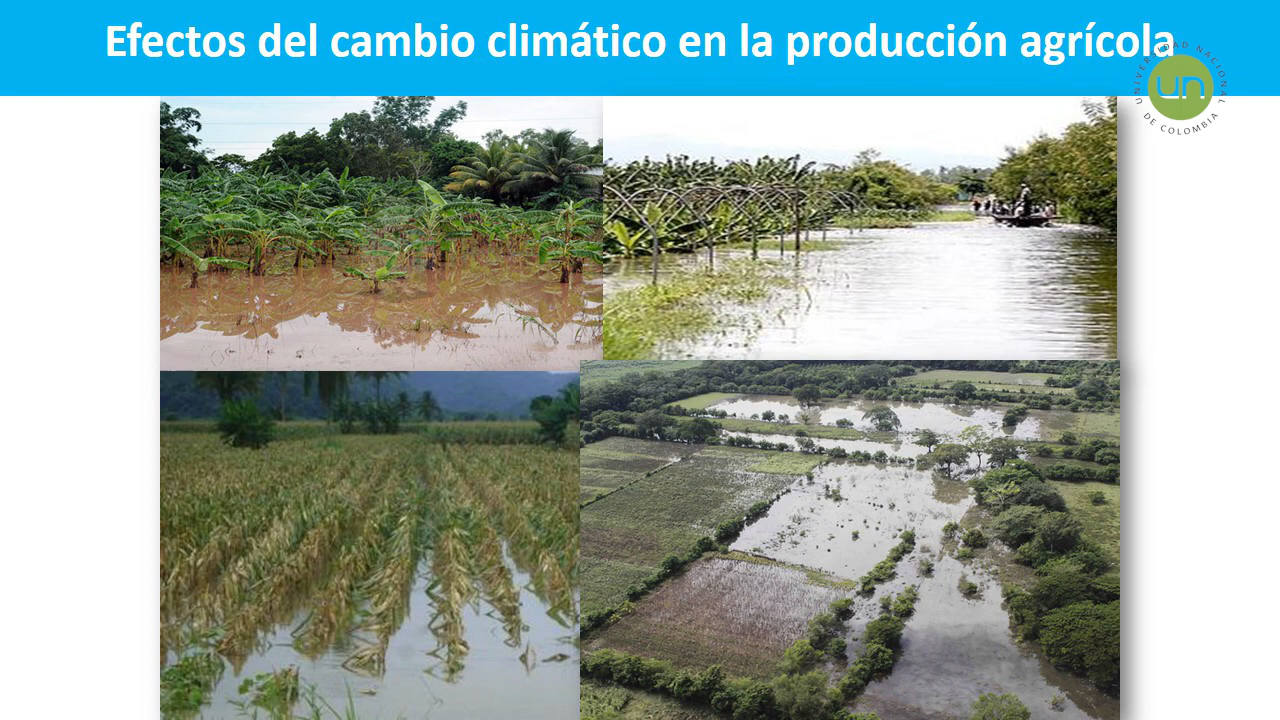 Efectos del cambio climático en la producción agrícola
UNIVERSIDAD NACIONAL
un
DE COLOMBIA